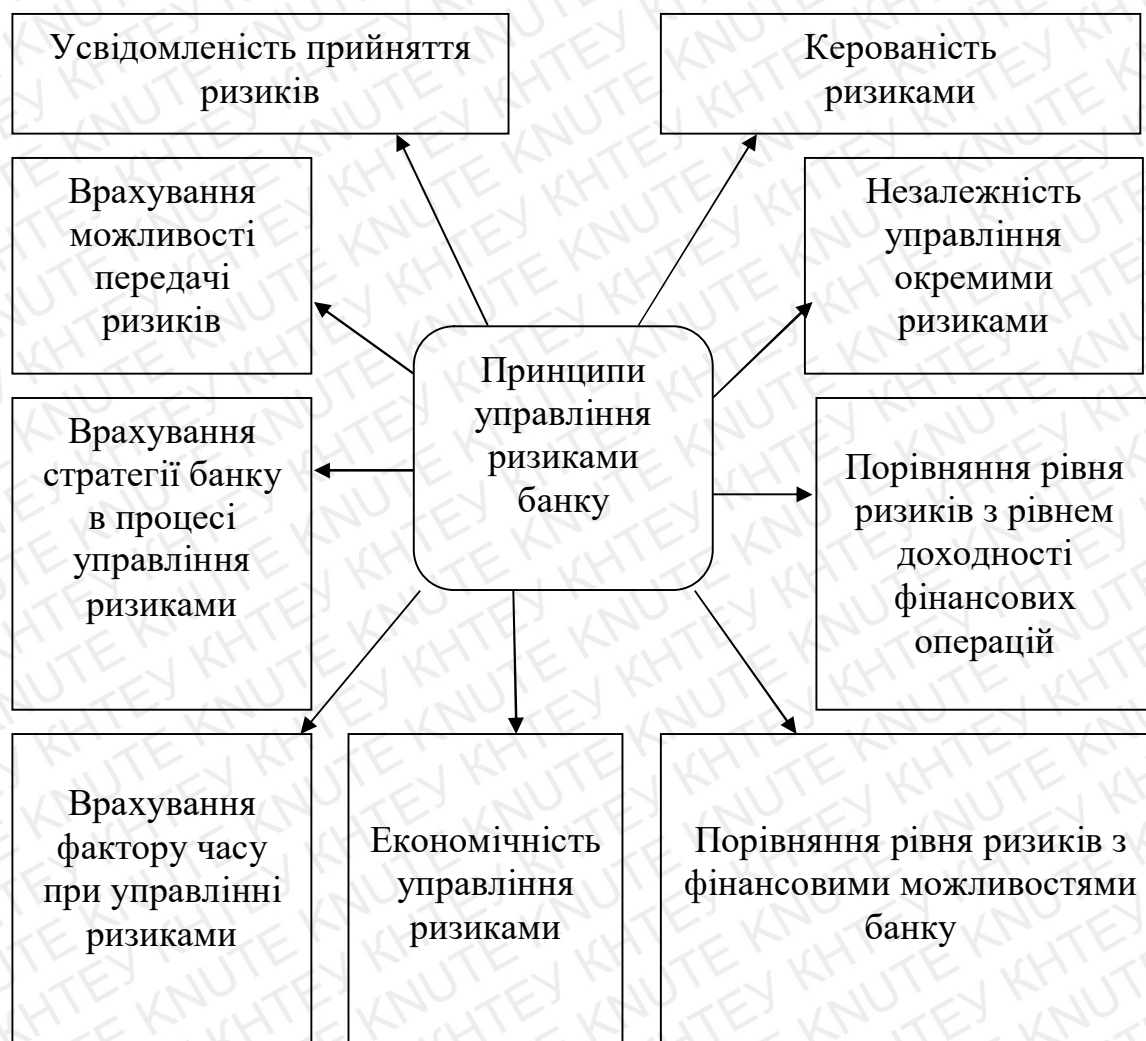 Усвідомленість прийняття
ризиків
Керованість
ризиками
Врахування
можливості
передачі
ризиків
Незалежність
управління
окремими
ризиками
Принципи
управління
ризиками
банку
Врахування
стратегії банку
в процесі
управління
ризиками
Порівняння рівня
ризиків з рівнем
доходності
фінансових
операцій
Врахування
фактору часу
при управлінні
ризиками
Економічність
управління
ризиками
Порівняння рівня ризиків з
фінансовими можливостями
банку